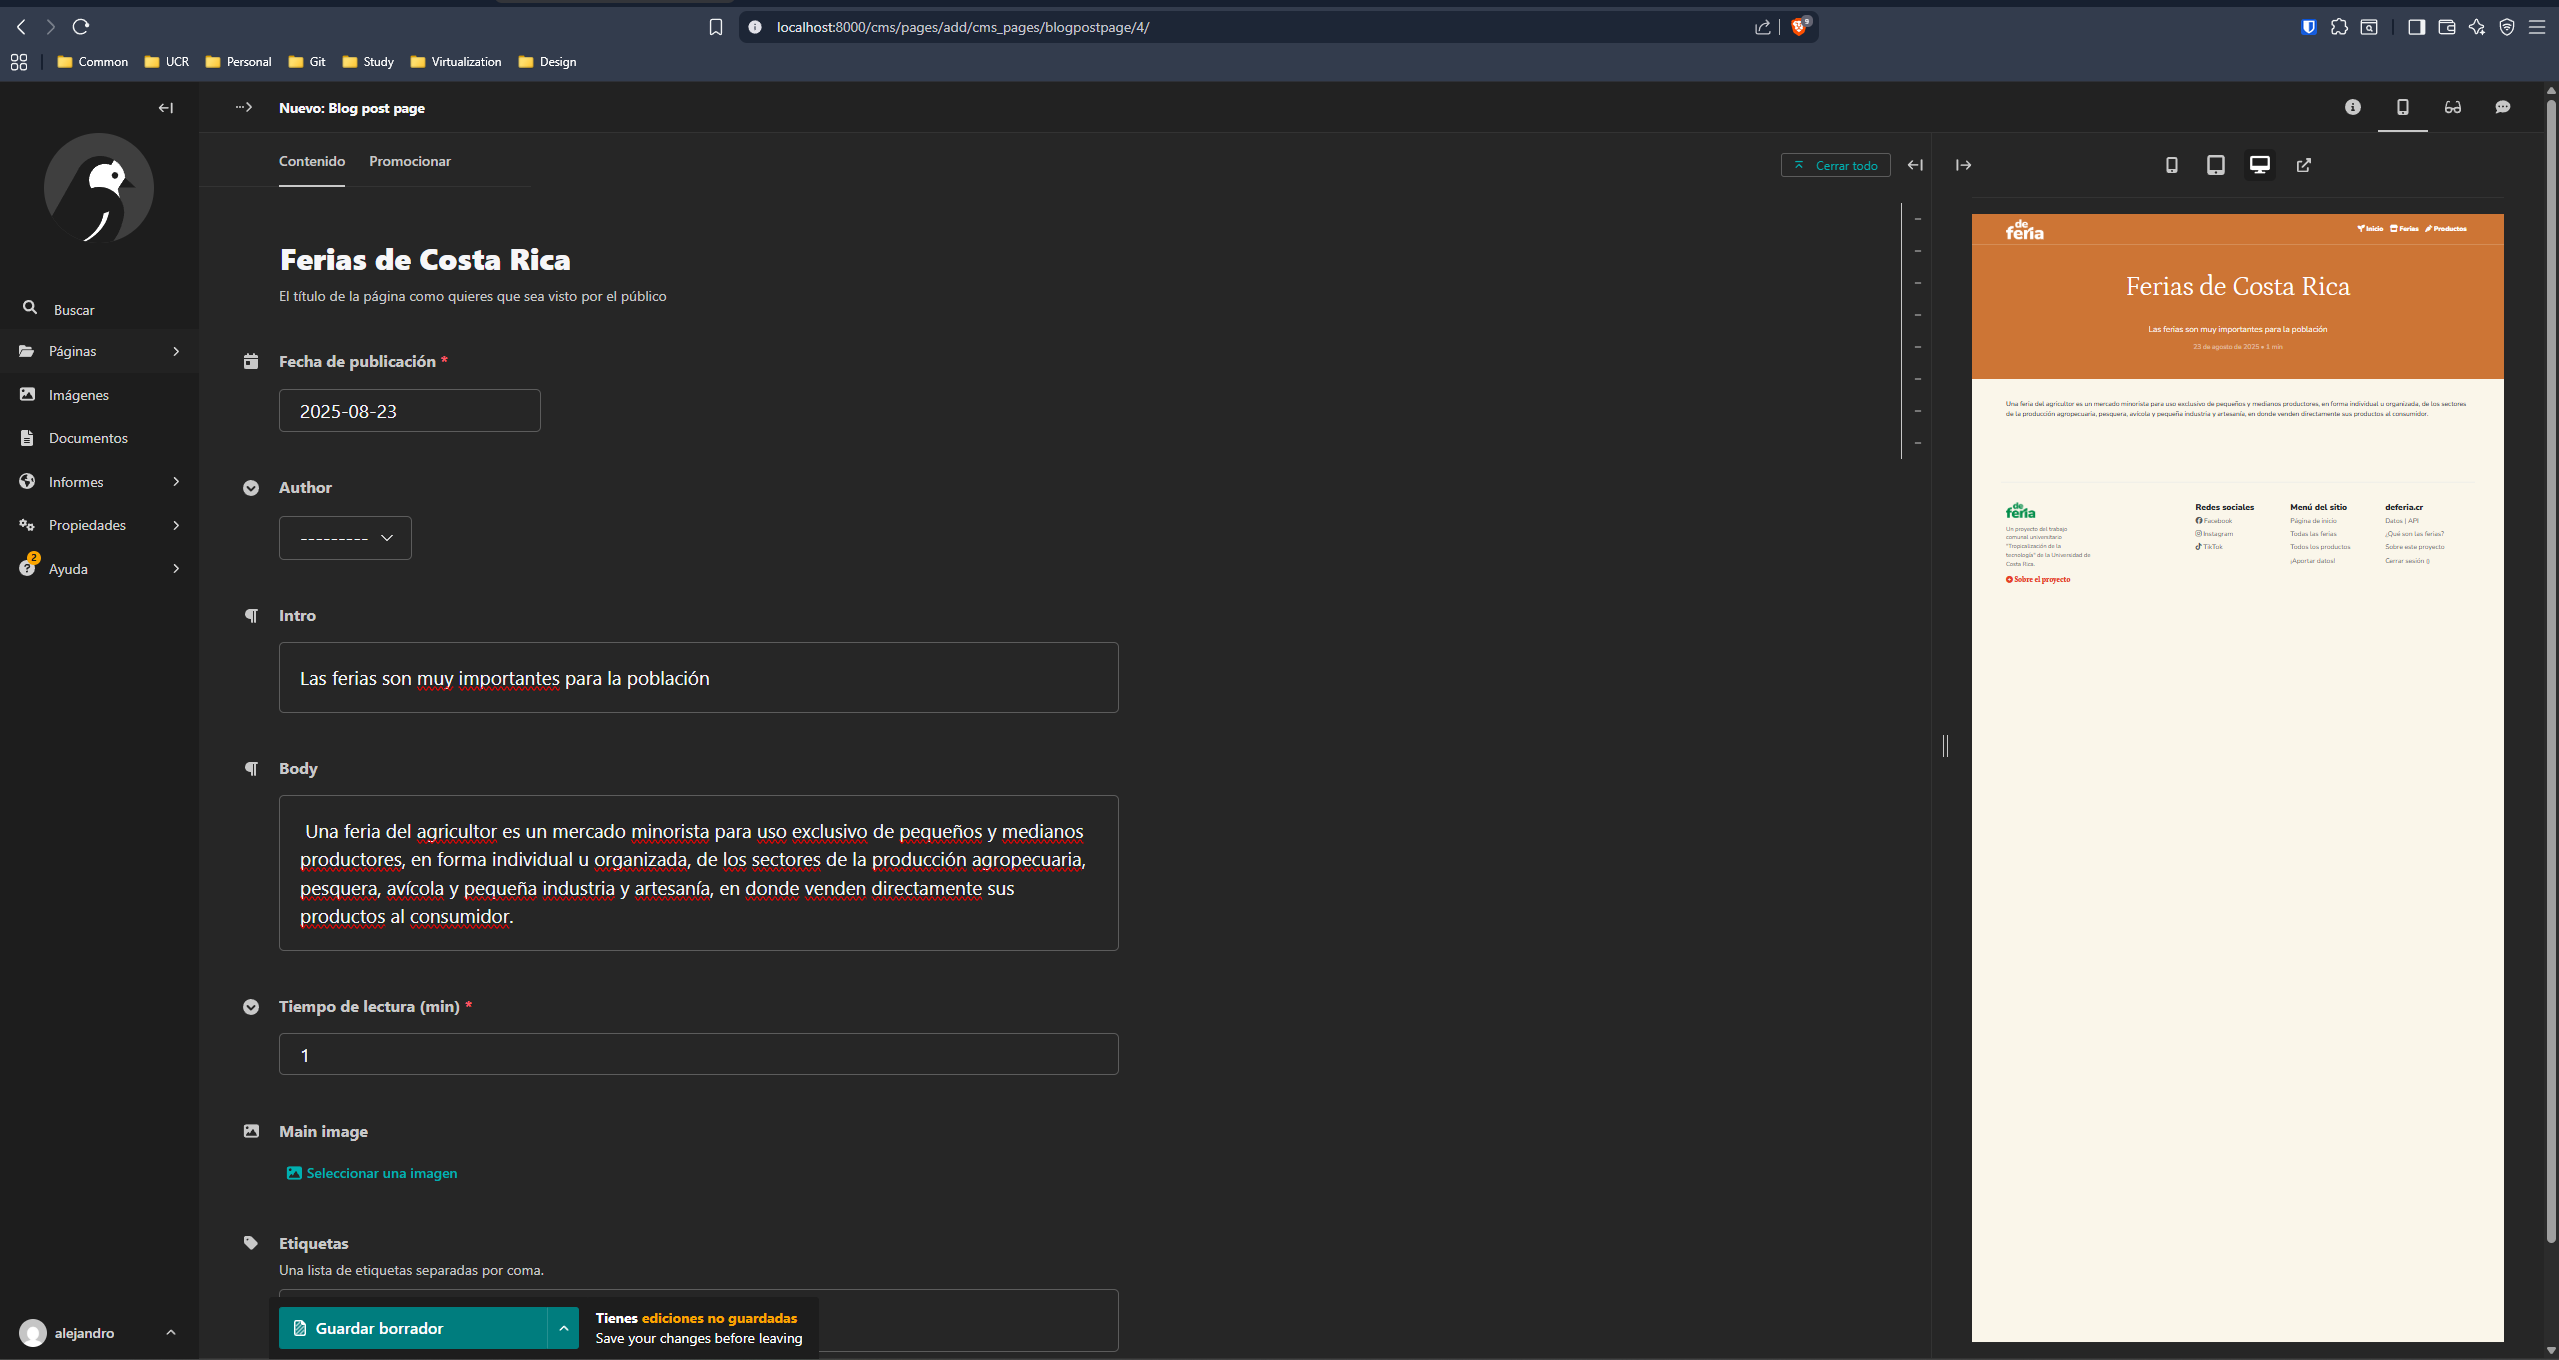 localhost:8000/cms/pages/add/cms_pages/blogpostpage/4/
9
Common
UCR
Personal
Git
Study
Virtualization
Design
Nuevo: Blog post page
Contenido
Promocionar
Cerrar todo
Buscar
Páginas
Imágenes
Documentos
Informes
Propiedades
2
Ayuda
alejandro
Ferias de Costa Rica
El título de la página como quieres que sea visto por el público
Fecha de publicación *
2025-08-23
Author
---------
Intro
Las ferias son muy importantes para la población
Body
Una feria del agricultor es un mercado minorista para uso exclusivo de pequeños y medianos
productores, en forma individual u organizada, de los sectores de la producción agropecuaria,
pesquera, avícola y pequeña industria y artesanía, en donde venden directamente sus
productos al consumidor.
Tiempo de lectura (min) *
1
Main image
Seleccionar una imagen
Etiquetas
Una lista de etiquetas separadas por coma.
Guardar borrador
Tienes ediciones no guardadas
Save your changes before leaving
de
feria
Inicio
Ferias
Productos
Ferias de Costa Rica
Las ferias son muy importantes para la población
23 de agosto de 2025 • 1 min
Una feria del agricultor es un mercado minorista para uso exclusivo de pequeños y medianos productores, en forma individual u organizada, de los sectores
de la producción agropecuaria, pesquera, avícola y pequeña industria y artesanía, en donde venden directamente sus productos al consumidor.
de
feria
Un proyecto del trabajo
comunal universitario
"Tropicalización de la
tecnología" de la Universidad de
Costa Rica.
Sobre el proyecto
Redes sociales
Facebook
Instagram
TikTok
Menú del sitio
Página de inicio
Todas las ferias
Todos los productos
¡Aportar datos!
deferia.cr
Datos | API
¿Qué son las ferias?
Sobre este proyecto
Cerrar sesión ()